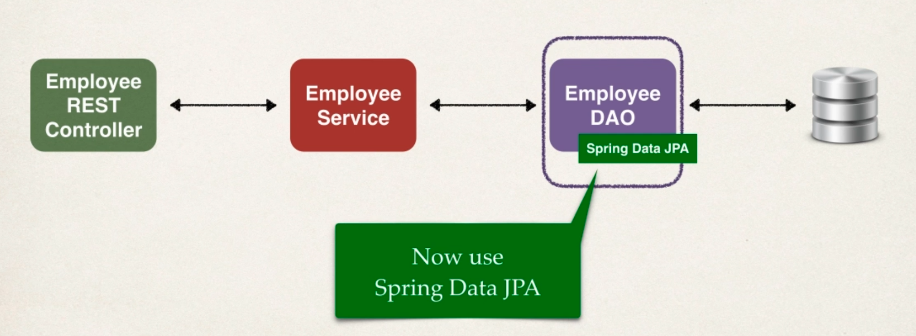 Employee
REST
Controller
Employee
Service
Employee
DAO
Spring Data JPA
Now use
Spring Data JPA